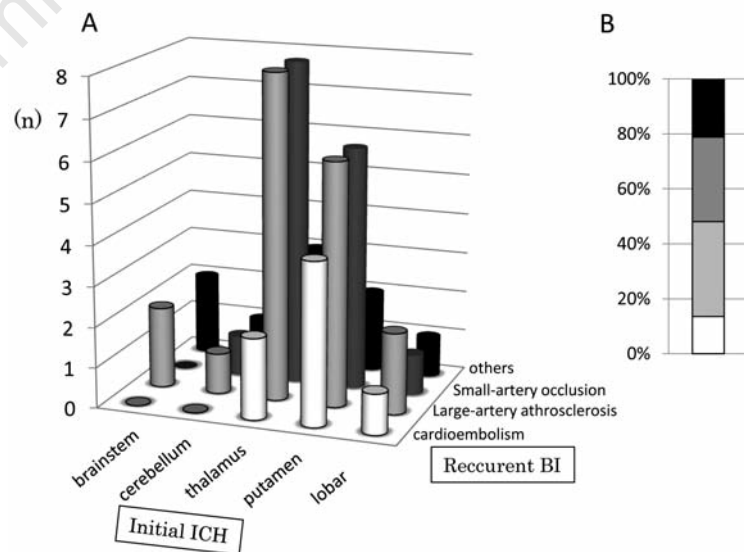 A
8
(n) 7
6
5
4
3
2
1
0
others
Small-artery occlusion
Large-artery athrosclerosis
cardioembolism
brainstem
cerebellum
thalamus
putamen
lobar
Reccurent BI
Initial ICH
B
100%
80%
60%
40%
20%
0%